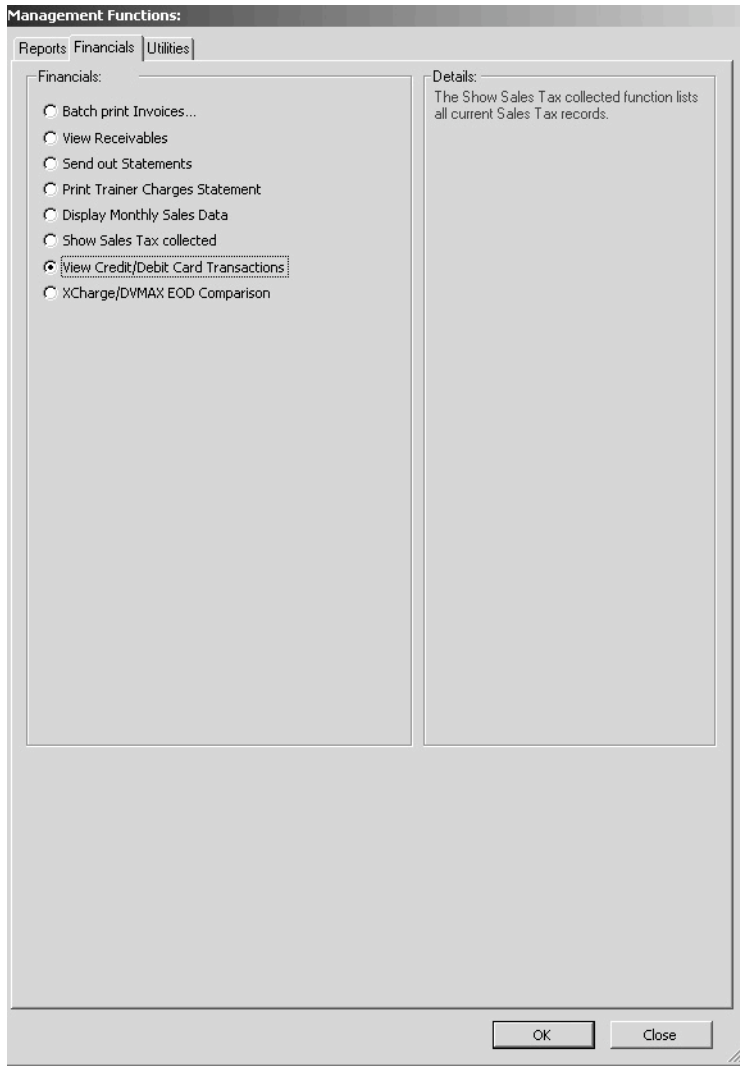 Management Functions:
Reports Financials Utilities
Financials:
Batch print Invoices...
View Receivables
Send out Statements
Print Trainer Charges Statement
Display Monthly Sales Data
Show Sales Tax collected
View Credit/Debit Card Transactions
XCharge/DVMAX EOD Comparison
Details:
The Show Sales Tax collected function lists
all current Sales Tax records.
OK Close